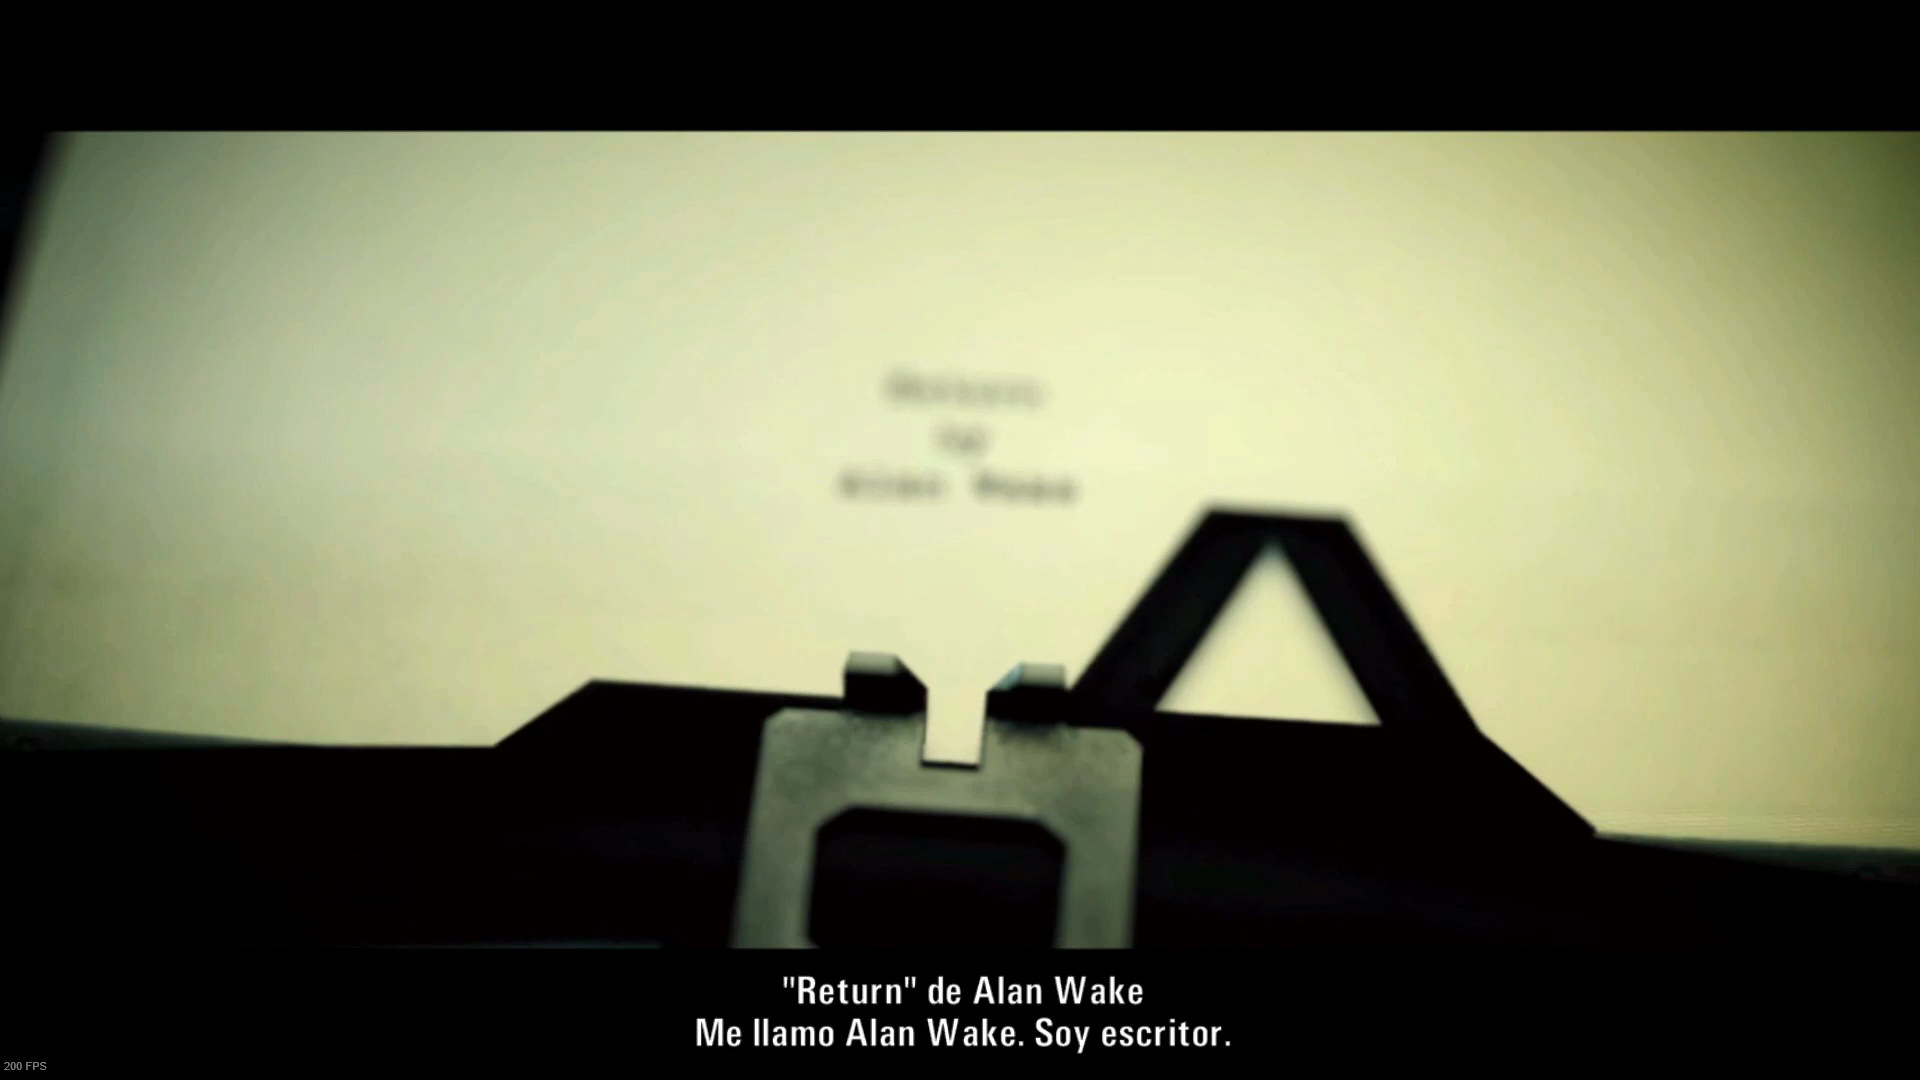 "Return" de Alan Wake
Me llamo Alan Wake. Soy escritor.
200 FPS